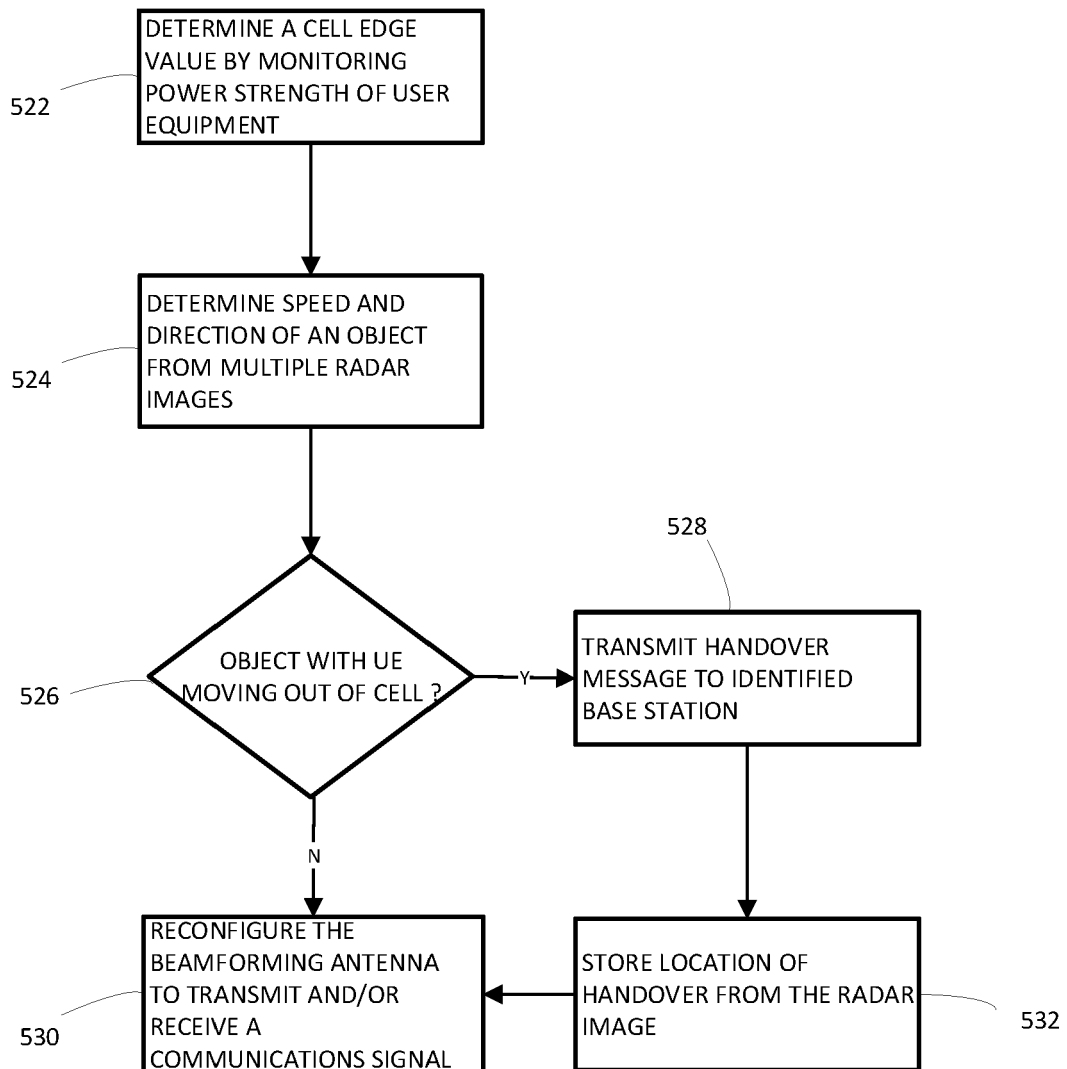 DETERMINE A CELL EDGE
VALUE BY MONITORING
POWER STRENGTH OF USER
EQUIPMENT
522
DETERMINE SPEED AND
DIRECTION OF AN OBJECT
FROM MULTIPLE RADAR
IMAGES
524
OBJECT WITH UE
MOVING OUT OF CELL ?
526
Y
528
TRANSMIT HANDOVER
MESSAGE TO IDENTIFIED
BASE STATION
N
RECONFIGURE THE
BEAMFORMING ANTENNA
TO TRANSMIT AND/OR
RECEIVE A
COMMUNICATIONS SIGNAL
530
STORE LOCATION OF
HANDOVER FROM THE RADAR
IMAGE
532